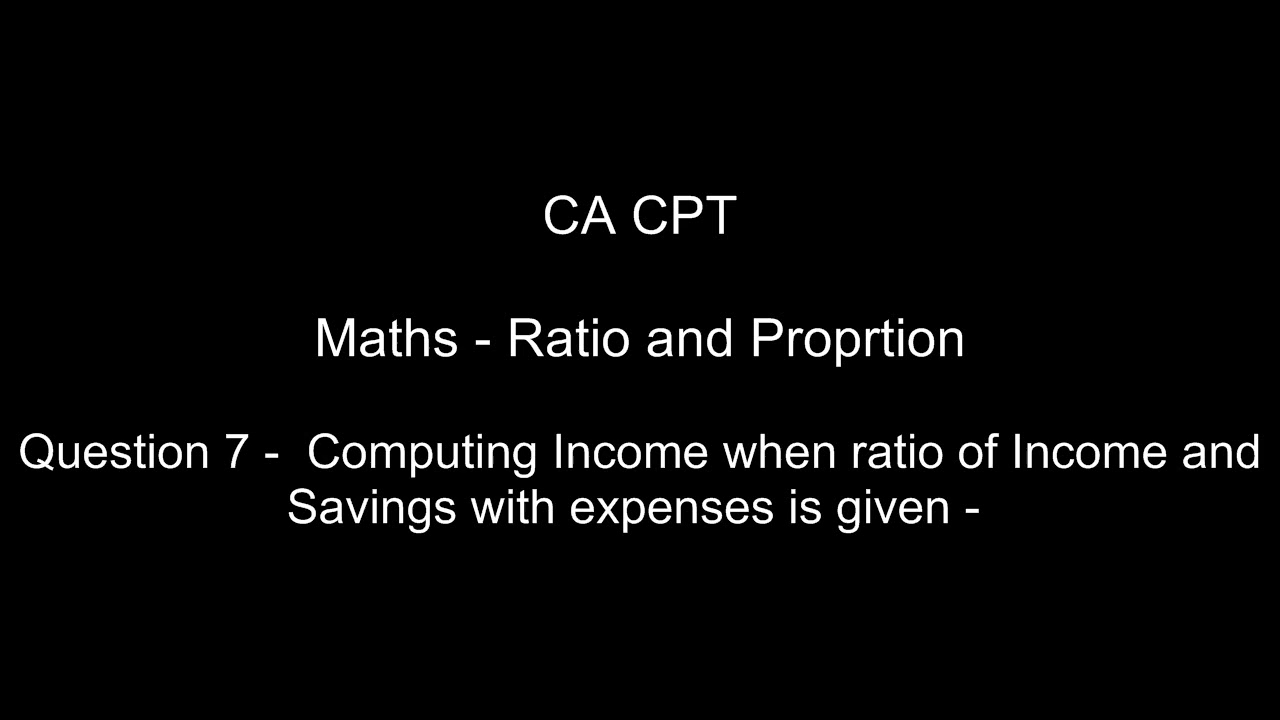 CA CPT
Maths - Ratio and Proprtion
Question 7 -  Computing Income when ratio of Income and
Savings with expenses is given -